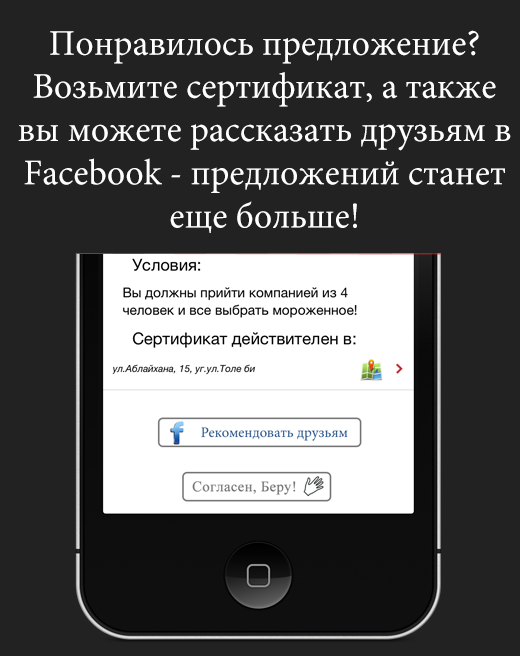 Понравилось предложение?
Возьмите сертификат, а также
вы можете рассказать друзьям в
Facebook - предложений станет
еще больше!
Условия:
Вы должны прийти компанией из 4
человек и все выбрать мороженное!
Сертификат действителен в:
ул.Аблайхана, 15, уг.ул.Толе би
Рекомендовать друзьям
Согласен, Беру!